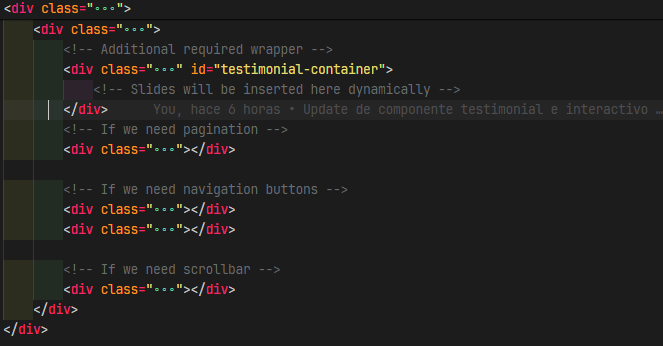 <div class="∘∘∘">
<div class="∘∘∘">
<!-- Additional required wrapper -->
<div class="∘∘∘" id="testimonial-container">
<!-- Slides will be inserted here dynamically -->
</div> You, hace 6 horas • Update de componente testimonial e interactivo …
<!-- If we need pagination -->
<div class="∘∘∘"></div>
<!-- If we need navigation buttons -->
<div class="∘∘∘"></div>
<div class="∘∘∘"></div>
<!-- If we need scrollbar -->
<div class="∘∘∘"></div>
</div>
</div>